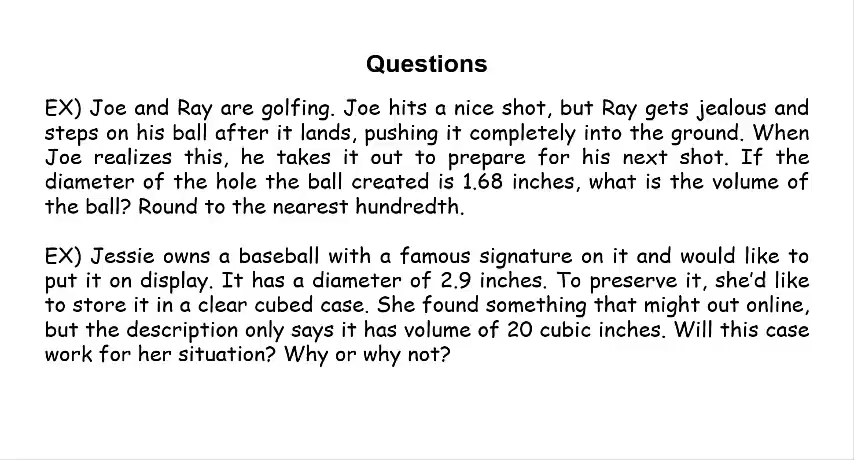 Questions
EX) Joe and Ray are golfing. Joe hits a nice shot, but Ray gets jealous and
steps on his ball after it lands, pushing it completely into the ground. When
Joe realizes this, he takes it out to prepare for his next shot. If the
diameter of the hole the ball created is 1.68 inches, what is the volume of
the ball? Round to the nearest hundredth.
EX) Jessie owns a baseball with a famous signature on it and would like to
put it on display. It has a diameter of 2.9 inches. To preserve it, she'd like
to store it in a clear cubed case. She found something that might out online,
but the description only says it has volume of 20 cubic inches. Will this case
work for her situation? Why or why not?